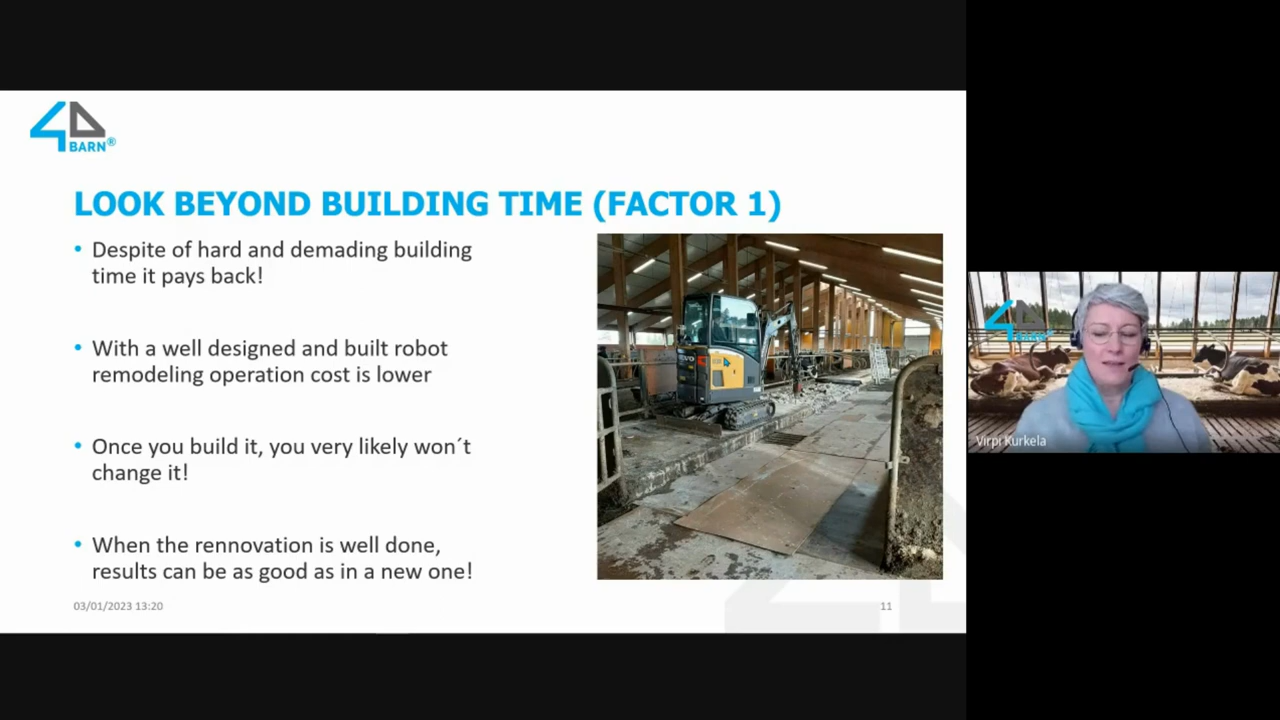 4D
BARN®
LOOK BEYOND BUILDING TIME (FACTOR 1)
• Despite of hard and demading building
time it pays back!
• With a well designed and built robot
remodeling operation cost is lower
• Once you build it, you very likely won´t
change it!
• When the rennovation is well done,
results can be as good as in a new one!
03/01/2023 13:20
11
Virpi Kurkela